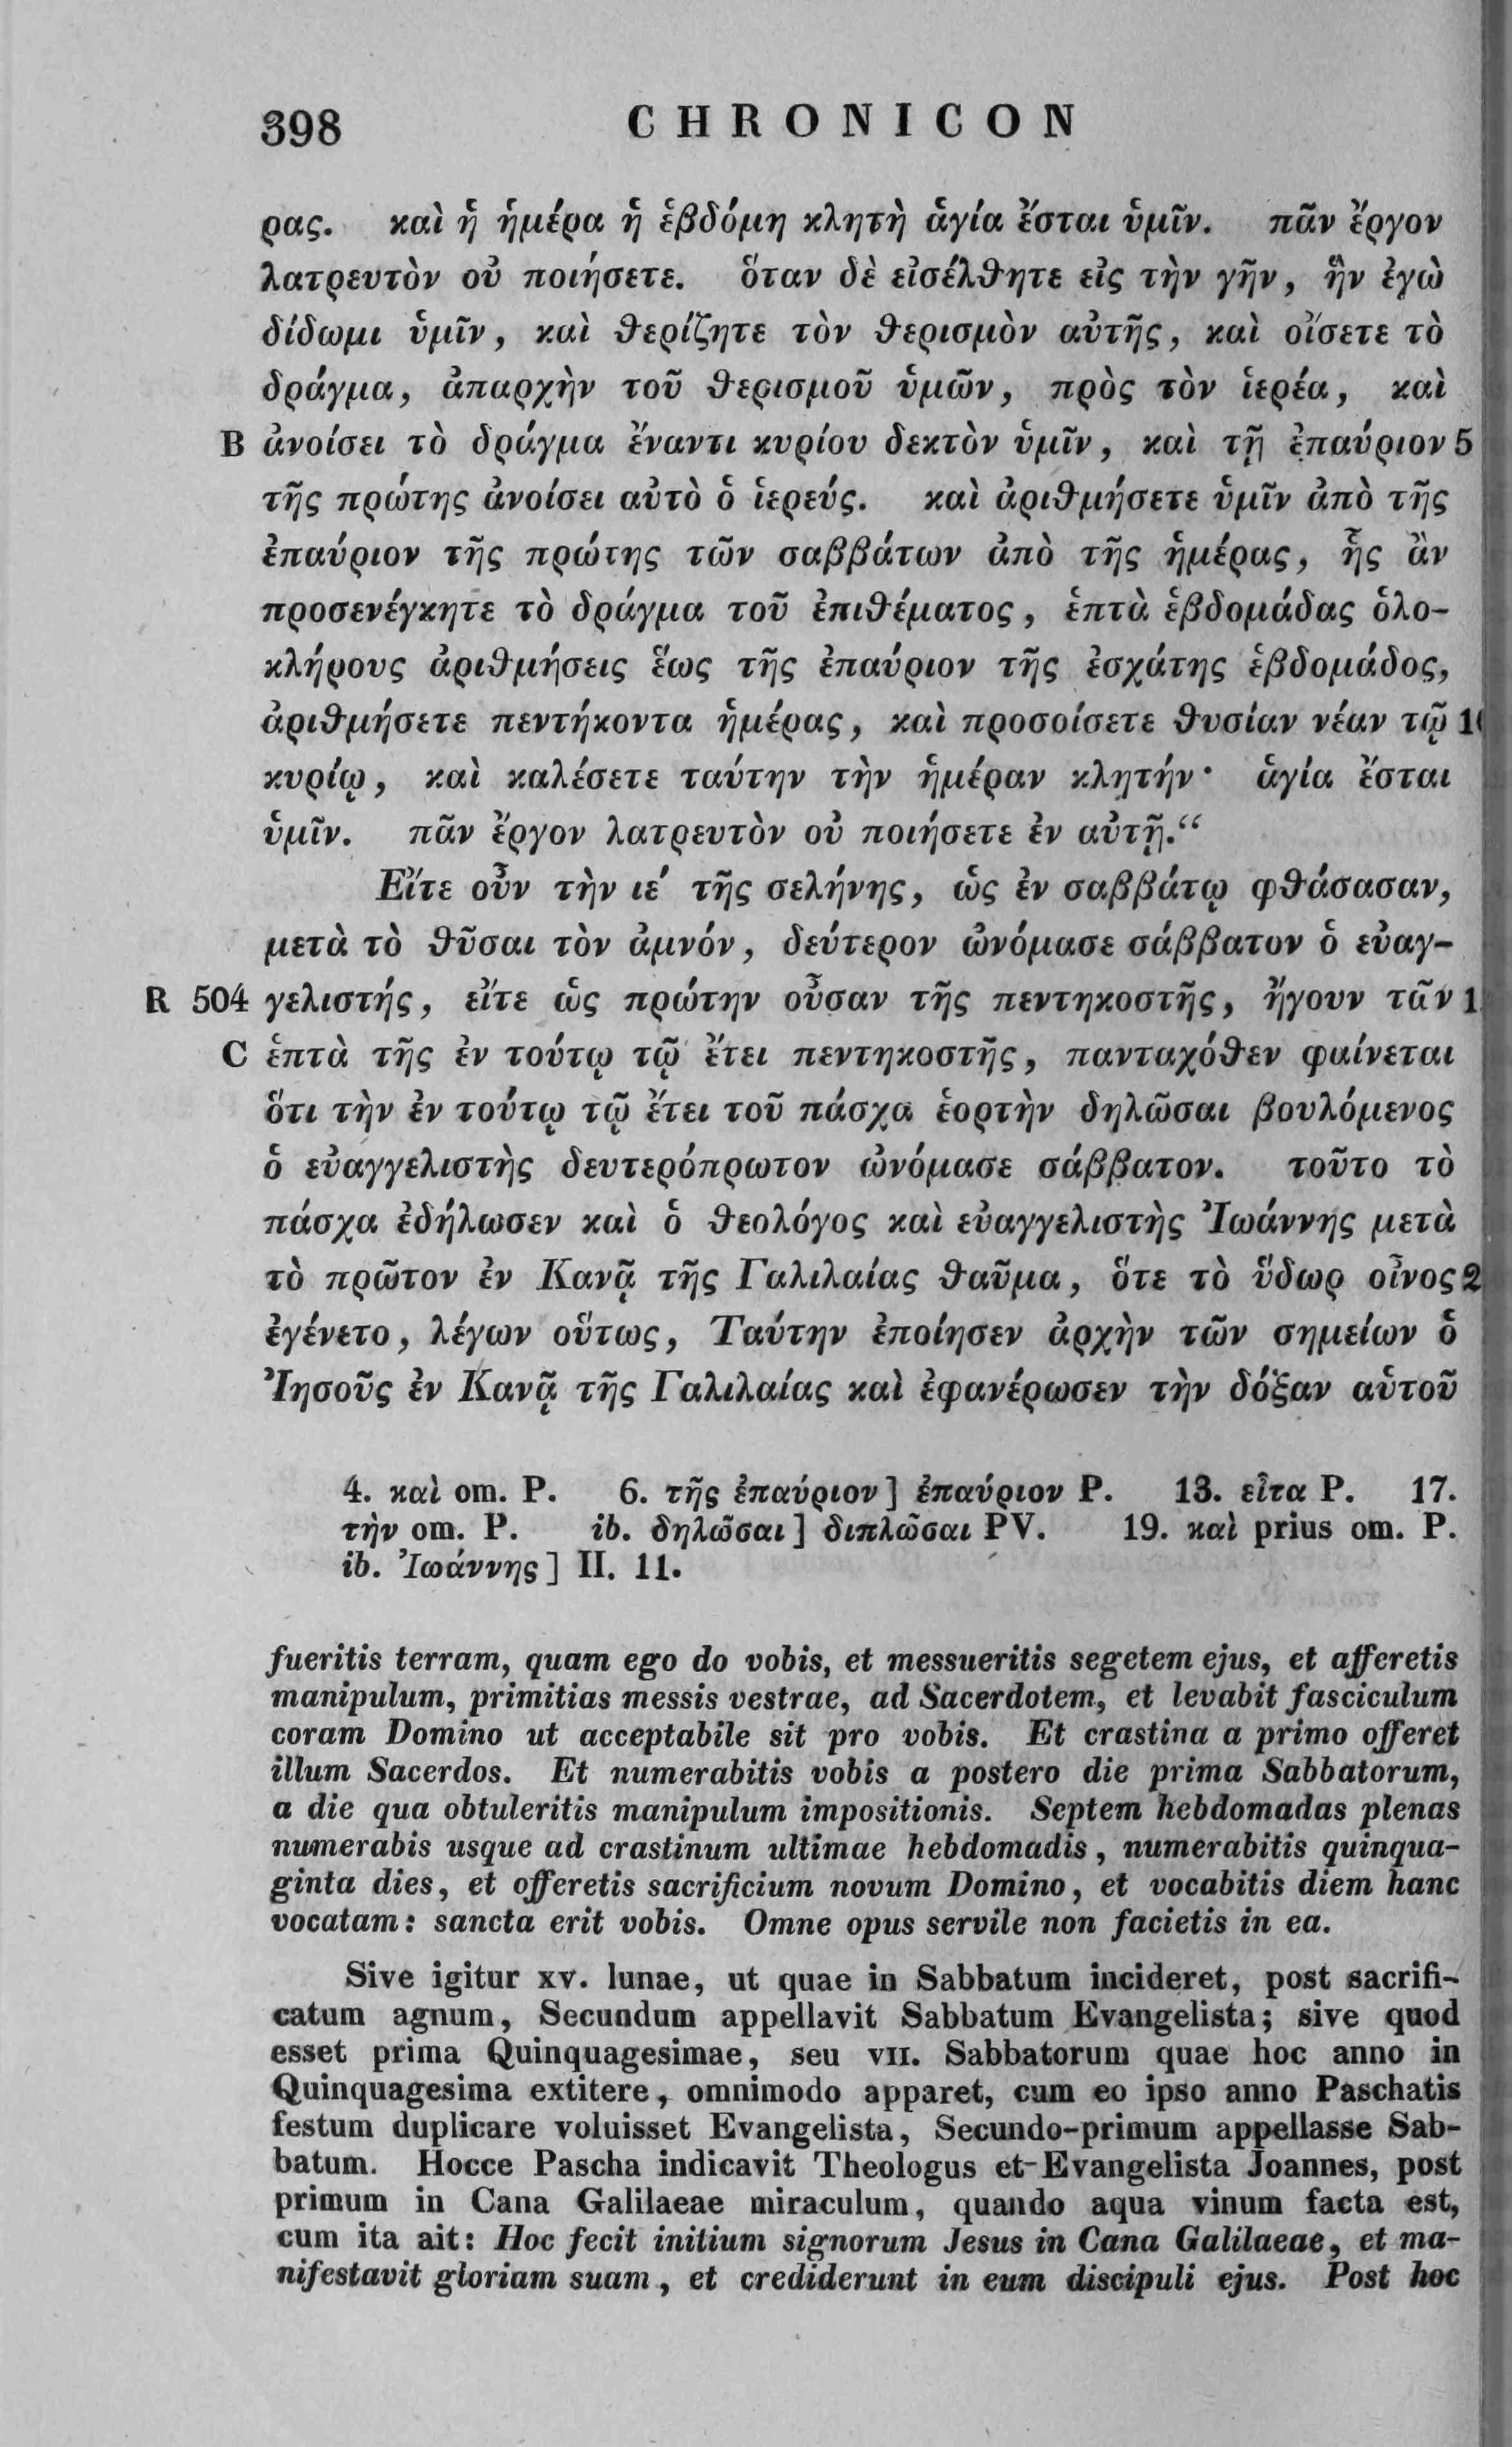 398 CHRONICON
ρας. καὶ ἡ ἡμέρα ἡ ἑβδόμη κλητὴ ἁγία ἔσται ὑμῖν. πᾶν ἔργον
λατρευτὸν οὐ ποιήσετε. ὅταν δὲ εἰσέλθητε εἰς τὴν γῆν, ἣν ἐγὼ
δίδωμι ὑμῖν, καὶ θερίζητε τὸν θερισμὸν αὐτῆς, καὶ οἴσετε τὸ
δράγμα, ἀπαρχὴν τοῦ θερισμοῦ ὑμῶν, πρὸς τὸν ἱερέα, καὶ
B ἀνοίσει τὸ δράγμα ἔναντι κυρίου δεκτὸν ὑμῖν, καὶ τῇ ἐπαύριον 5
τῆς πρώτης ἀνοίσει αὐτὸ ὁ ἱερεύς. καὶ ἀριθμήσετε ὑμῖν ἀπὸ τῆς
ἐπαύριον τῆς πρώτης τῶν σαββάτων ἀπὸ τῆς ἡμέρας, ἧς ἂν
προσενέγκητε τὸ δράγμα τοῦ ἐπιθέματος, ἑπτὰ ἑβδομάδας ὁλο-
κλήρους ἀριθμήσεις ἕως τῆς ἐπαύριον τῆς ἐσχάτης ἑβδομάδος,
ἀριθμήσετε πεντήκοντα ἡμέρας, καὶ προσοίσετε θυσίαν νέαν τῷ 1
κυρίῳ, καὶ καλέσετε ταύτην τὴν ἡμέραν κλητήν· ἁγία ἔσται
ὑμῖν. πᾶν ἔργον λατρευτὸν οὐ ποιήσετε ἐν αὐτῇ.“
Εἴτε οὖν τὴν ιε΄ τῆς σελήνης, ὡς ἐν σαββάτῳ φθάσασαν,
μετὰ τὸ θῦσαι τὸν ἀμνόν, δεύτερον ὠνόμασε σάββατον ὁ εὐαγ-
R 504 γελιστής, εἴτε ὡς πρώτην οὖσαν τῆς πεντηκοστῆς, ἤγουν τῶν 1
C ἑπτὰ τῆς ἐν τούτῳ τῷ ἔτει πεντηκοστῆς, πανταχόθεν φαίνεται
ὅτι τὴν ἐν τούτῳ τῷ ἔτει τοῦ πάσχα ἑορτὴν δηλῶσαι βουλόμενος
ὁ εὐαγγελιστὴς δευτερόπρωτον ὠνόμασε σάββατον. τοῦτο τὸ
πάσχα ἐδήλωσεν καὶ ὁ θεολόγος καὶ εὐαγγελιστὴς Ἰωάννης μετὰ
τὸ πρῶτον ἐν Κανᾷ τῆς Γαλιλαίας θαῦμα, ὅτε τὸ ὕδωρ οἶνος 2
ἐγένετο, λέγων οὕτως, Ταύτην ἐποίησεν ἀρχὴν τῶν σημείων ὁ
Ἰησοῦς ἐν Κανᾷ τῆς Γαλιλαίας καὶ ἐφανέρωσεν τὴν δόξαν αὑτοῦ
4. καὶ om. P. 6. τῆς ἐπαύριον] ἐπαύριον P. 13. εἶτα P. 17.
τὴν om. P. ib. δηλῶσαι] διπλῶσαι PV. 19. καὶ prius om. P.
ib. Ἰωάννης] II. 11.
fueritis terram, quam ego do vobis, et messueritis segetem ejus, et afferetis
manipulum, primitias messis vestrae, ad Sacerdotem, et levabit fasciculum
coram Domino ut acceptabile sit pro vobis. Et crastina a primo offeret
illum Sacerdos. Et numerabitis vobis a postero die prima Sabbatorum,
a die qua obtuleritis manipulum impositionis. Septem hebdomadas plenas
numerabis usque ad crastinum ultimae hebdomadis, numerabitis quinqua-
ginta dies, et offeretis sacrificium novum Domino, et vocabitis diem hanc
vocatam: sancta erit vobis. Omne opus servile non facietis in ea.
Sive igitur xv. lunae, ut quae in Sabbatum incideret, post sacrifi-
catum agnum, Secundum appellavit Sabbatum Evangelista; sive quod
esset prima Quinquagesimae, seu vii. Sabbatorum quae hoc anno in
Quinquagesima extitere, omnimodo apparet, cum eo ipso anno Paschatis
festum duplicare voluisset Evangelista, Secundo-primum appellasse Sab-
batum. Hocce Pascha indicavit Theologus et Evangelista Joannes, post
primum in Cana Galilaeae miraculum, quando aqua vinum facta est,
cum ita ait: Hoc fecit initium signorum Jesus in Cana Galilaeae, et ma-
nifestavit gloriam suam, et crediderunt in eum discipuli ejus. Post hoc